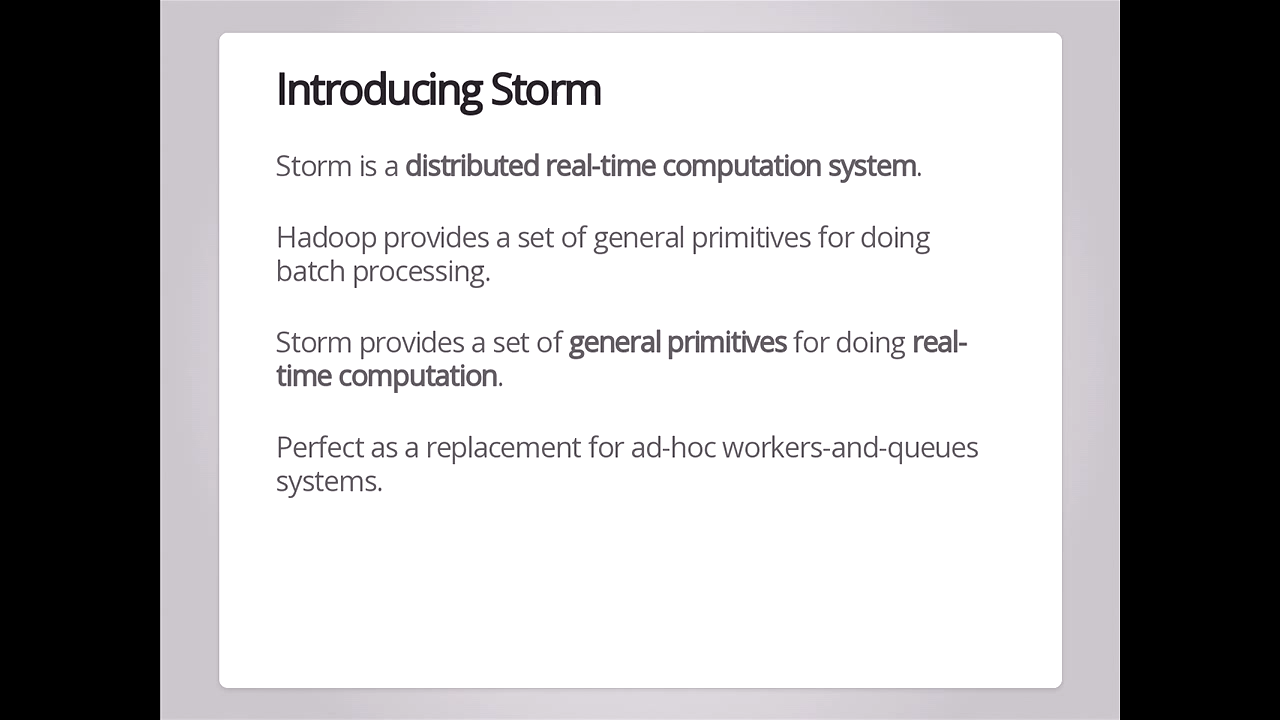 Introducing Storm
Storm is a distributed real-time computation system.
Hadoop provides a set of general primitives for doing
batch processing.
Storm provides a set of general primitives for doing real-
time computation.
Perfect as a replacement for ad-hoc workers-and-queues
systems.